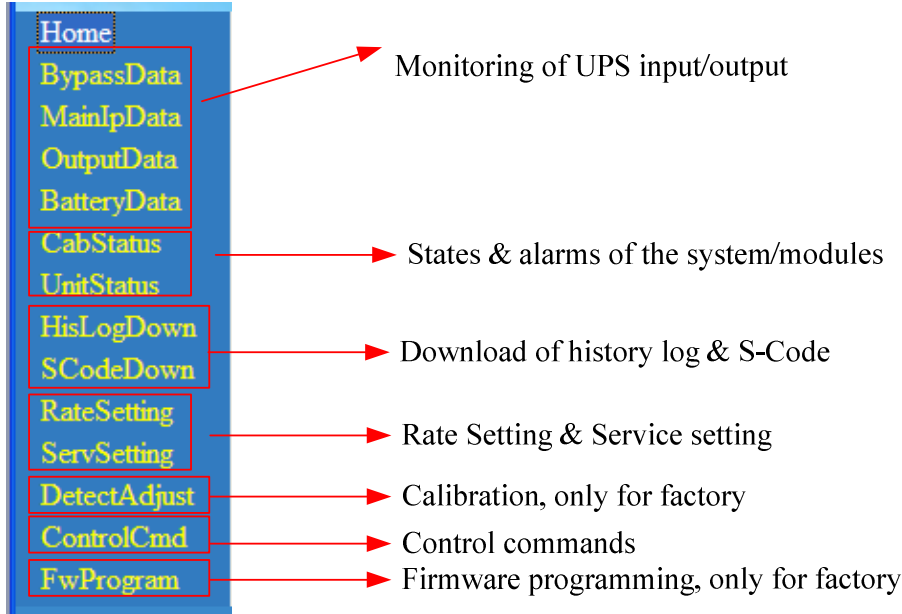 Home
BypassData
MainIpData
OutputData
BatteryData
Monitoring of UPS input/output
CabStatus
UnitStatus
States & alarms of the system/modules
HisLogDown
SCodeDown
Download of history log & S-Code
RateSetting
ServSetting
Rate Setting & Service setting
DetectAdjust
Calibration, only for factory
ControlCmd
Control commands
FwProgram
Firmware programming, only for factory